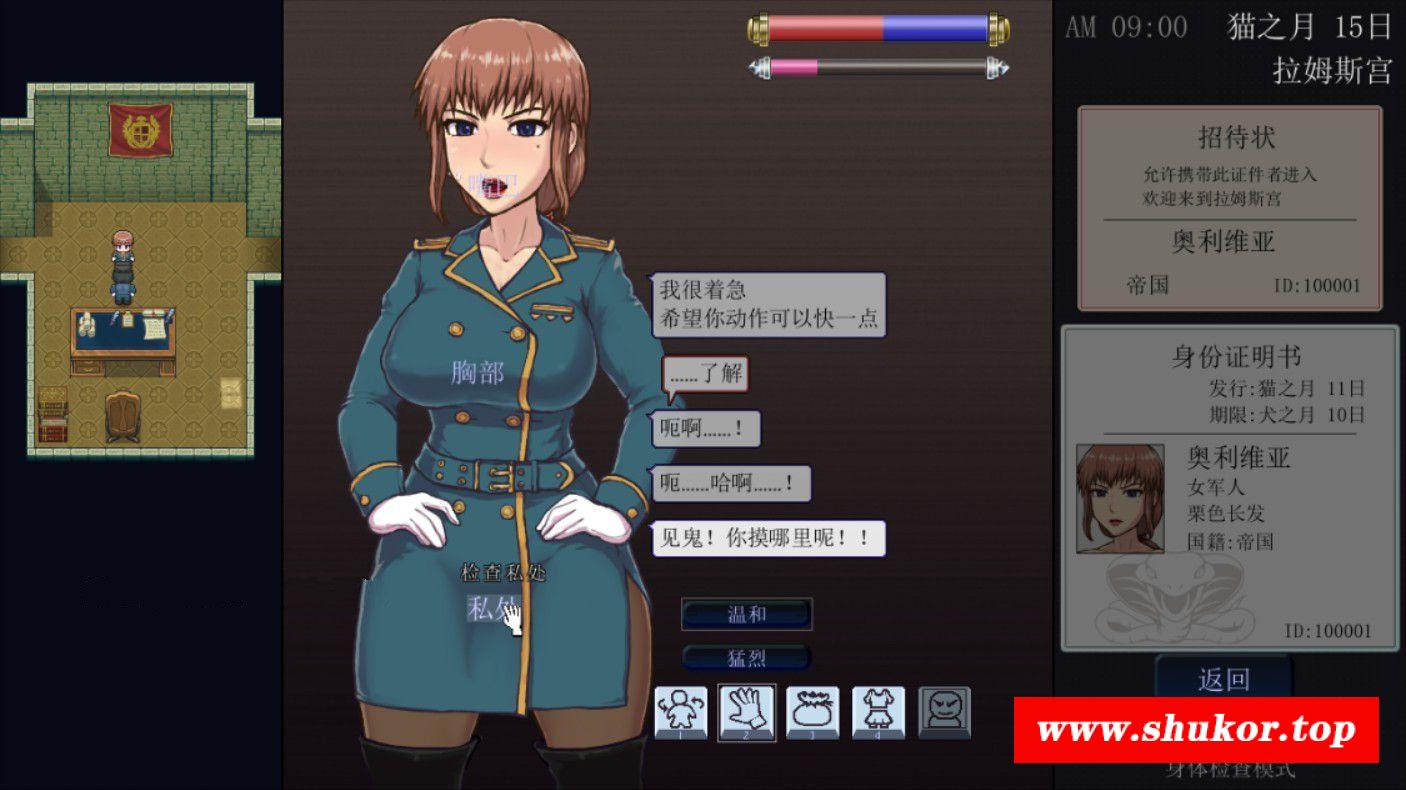 AM 09:00 猫之月 15日
拉姆斯宫
招待状
允许携带此证件者进入
欢迎来到拉姆斯宫
奥利维亚
帝国 ID:100001
身份证明书
发行:猫之月 11日
期限:犬之月 10日
奥利维亚
女军人
栗色长发
国籍:帝国
ID:100001
返回
身体检查模式
嘴巴
胸部
检查私处
私处
我很着急
希望你动作可以快一点
……了解
呃啊……！
呃……哈啊……！
见鬼！你摸哪里呢！！
温和
猛烈
1 2 3 4
www.shukor.top